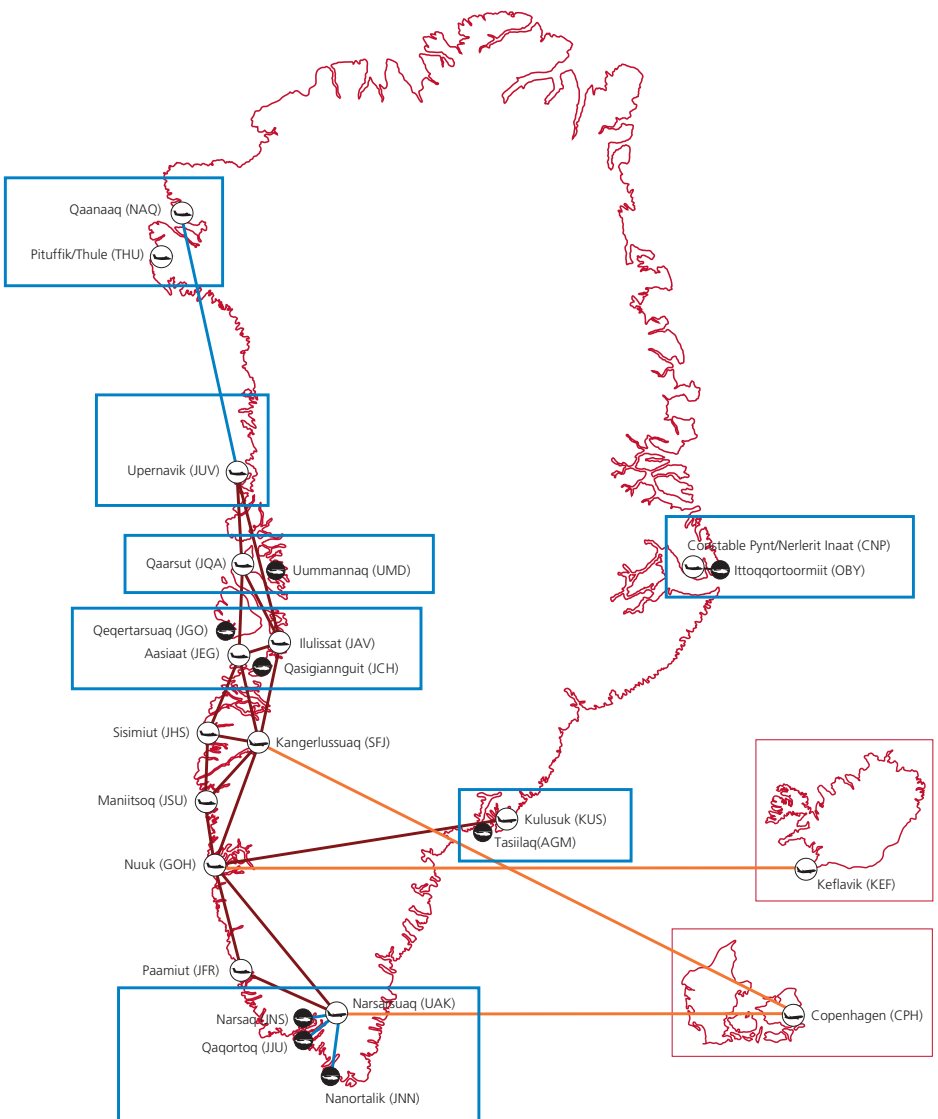 Qaanaaq (NAQ)
Pituffik/Thule (THU)
Upernavik (JUV)
Constable Pynt/Nerlerit Inaat (CNP)
Qaarsut (JQA)
Uummannaq (UMD)
Ittoqqortoormiit (OBY)
Qeqertarsuaq (JGO)
Ilulissat (JAV)
Aasiaat (JEG)
Qasigiannguit (JCH)
Sisimiut (JHS)
Kangerlussuaq (SFJ)
Maniitsoq (JSU)
Kulusuk (KUS)
Tasiilaq(AGM)
Nuuk (GOH)
Keflavik (KEF)
Paamiut (JFR)
Narsarsuaq (UAK)
Narsaq (JNS)
Copenhagen (CPH)
Qaqortoq (JJU)
Nanortalik (JNN)